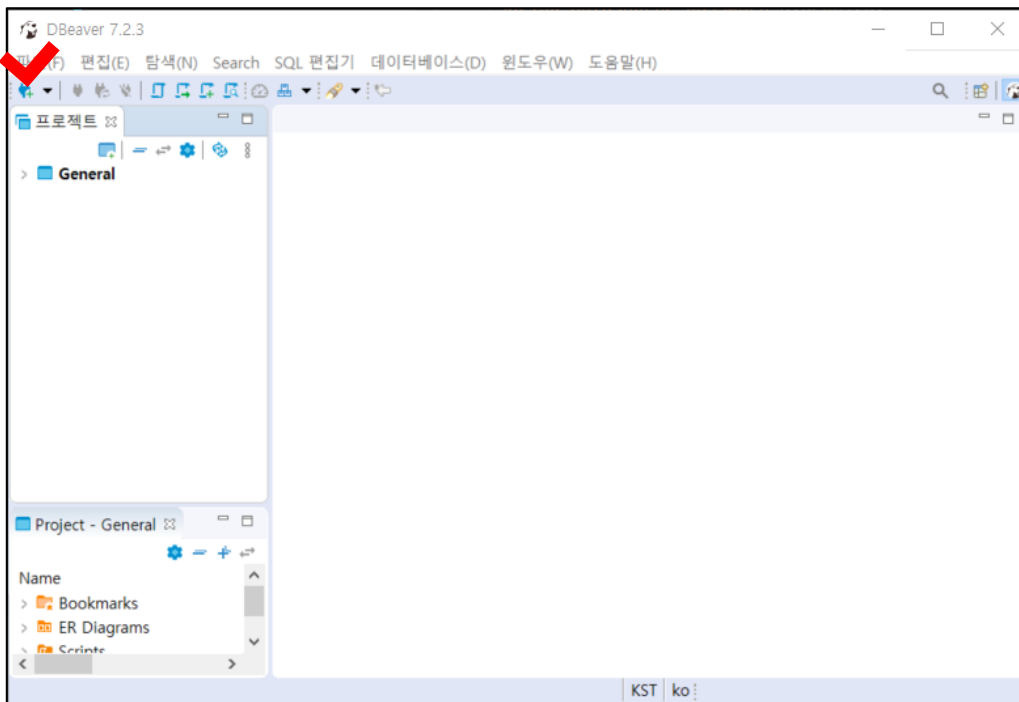 DBeaver 7.2.3
(F) 편집(E) 탐색(N) Search SQL 편집기 데이터베이스(D) 윈도우(W) 도움말(H)
프로젝트
General
Project - General
Name
Bookmarks
ER Diagrams
Scripts
KST ko